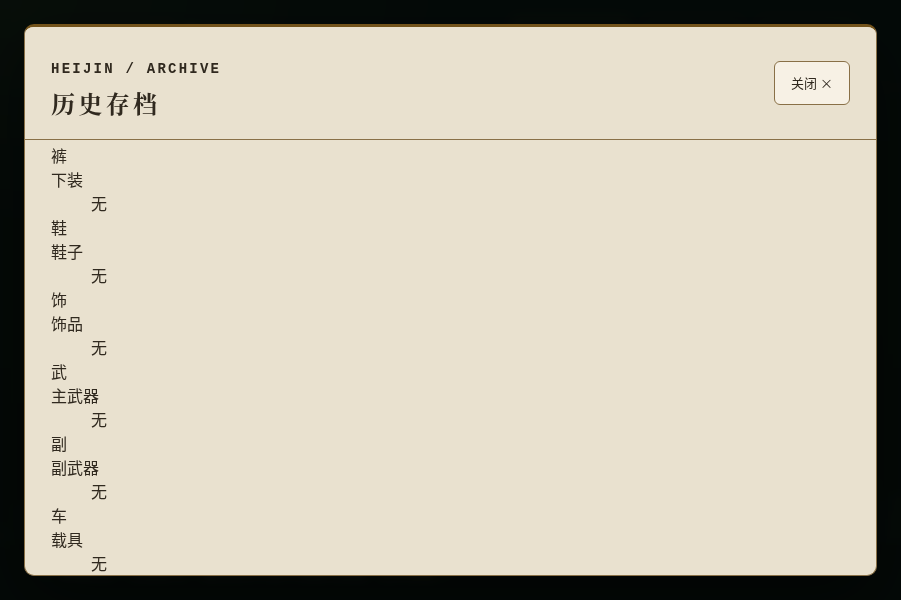 HEIJIN / ARCHIVE
历史存档
关闭 ×
裤
下装
无
鞋
鞋子
无
饰
饰品
无
武
主武器
无
副
副武器
无
车
载具
无